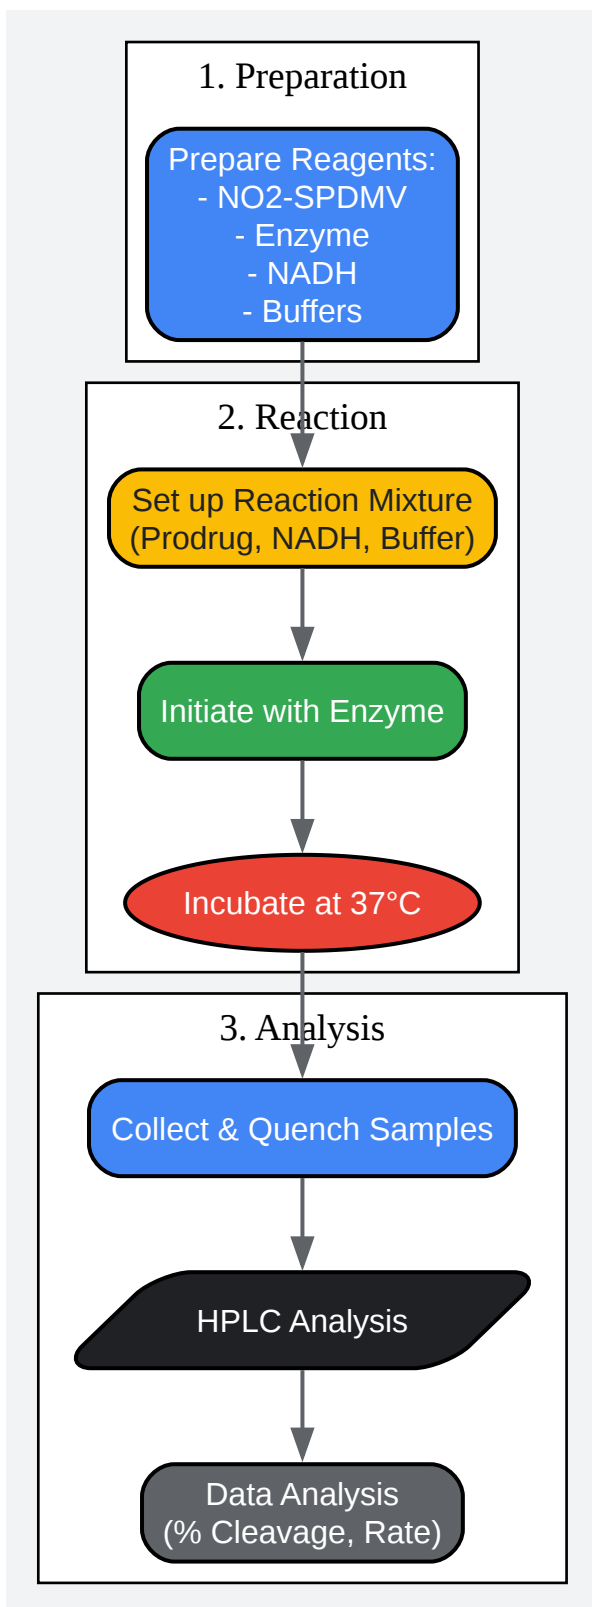 1. Preparation
Prepare Reagents:
- NO2-SPDMV
- Enzyme
- NADH
- Buffers
2. Reaction
Set up Reaction Mixture
(Prodrug, NADH, Buffer)
Initiate with Enzyme
Incubate at 37°C
3. Analysis
Collect & Quench Samples
HPLC Analysis
Data Analysis
(% Cleavage, Rate)